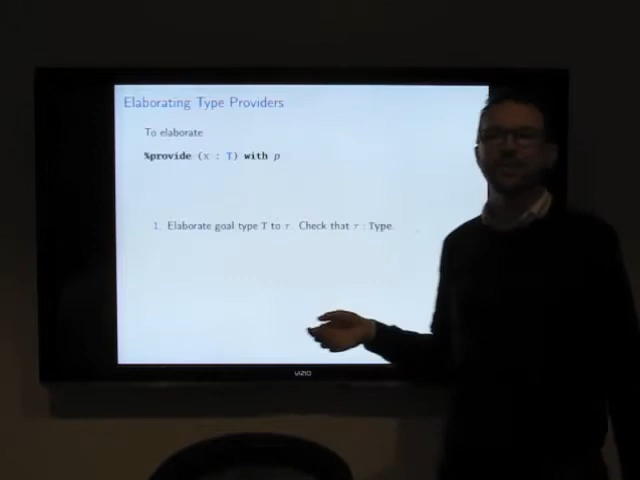 Elaborating Type Providers
To elaborate
%provide (x : T) with p
1. Elaborate goal type T to τ. Check that τ : Type.
VIZIO